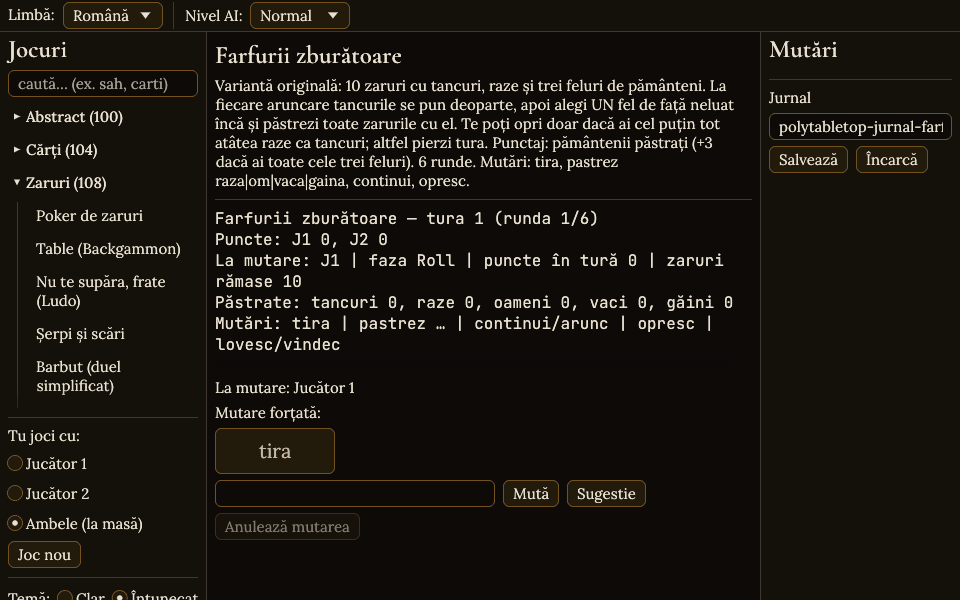 Limbă: Română ▼ Nivel AI: Normal ▼
Jocuri
caută... (ex. sah, carti)
▸ Abstract (100)
▸ Cărți (104)
▾ Zaruri (108)
Poker de zaruri
Table (Backgammon)
Nu te supăra, frate
(Ludo)
Șerpi și scări
Barbut (duel
simplificat)
Tu joci cu:
Jucător 1
Jucător 2
Ambele (la masă)
Joc nou
Temă: Clar Întunecat
Farfurii zburătoare
Variantă originală: 10 zaruri cu tancuri, raze și trei feluri de pământeni. La
fiecare aruncare tancurile se pun deoparte, apoi alegi UN fel de față neluat
încă și păstrezi toate zarurile cu el. Te poți opri doar dacă ai cel puțin tot
atâtea raze ca tancuri; altfel pierzi tura. Punctaj: pământenii păstrați (+3
dacă ai toate cele trei feluri). 6 runde. Mutări: tira, pastrez
raza|om|vaca|gaina, continui, opresc.
Farfurii zburătoare — tura 1 (runda 1/6)
Puncte: J1 0, J2 0
La mutare: J1 | faza Roll | puncte în tură 0 | zaruri
rămase 10
Păstrate: tancuri 0, raze 0, oameni 0, vaci 0, găini 0
Mutări: tira | pastrez … | continui/arunc | opresc |
lovesc/vindec
La mutare: Jucător 1
Mutare forțată:
tira
Mută Sugestie
Anulează mutarea
Mutări
Jurnal
polytabletop-jurnal-farf
Salvează Încarcă